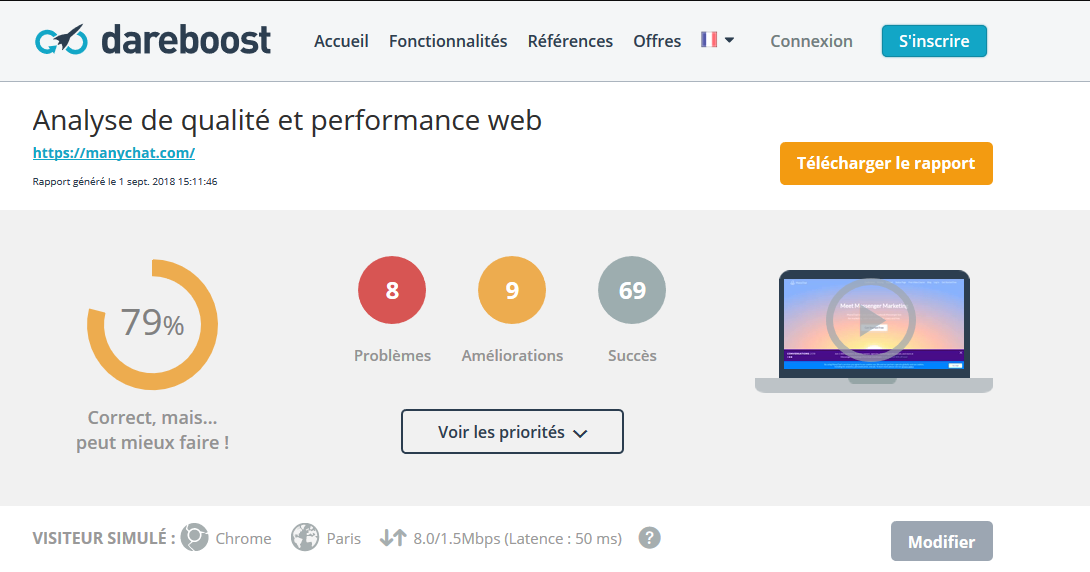 dareboost
Accueil Fonctionnalités Références Offres Connexion S'inscrire
Analyse de qualité et performance web
https://manychat.com/
Rapport généré le 1 sept. 2018 15:11:46
Télécharger le rapport
79%
Correct, mais...
peut mieux faire !
8 9 69
Problèmes Améliorations Succès
Voir les priorités
Meet Messenger Marketing
VISITEUR SIMULÉ : Chrome Paris 8.0/1.5Mbps (Latence : 50 ms) ?
Modifier